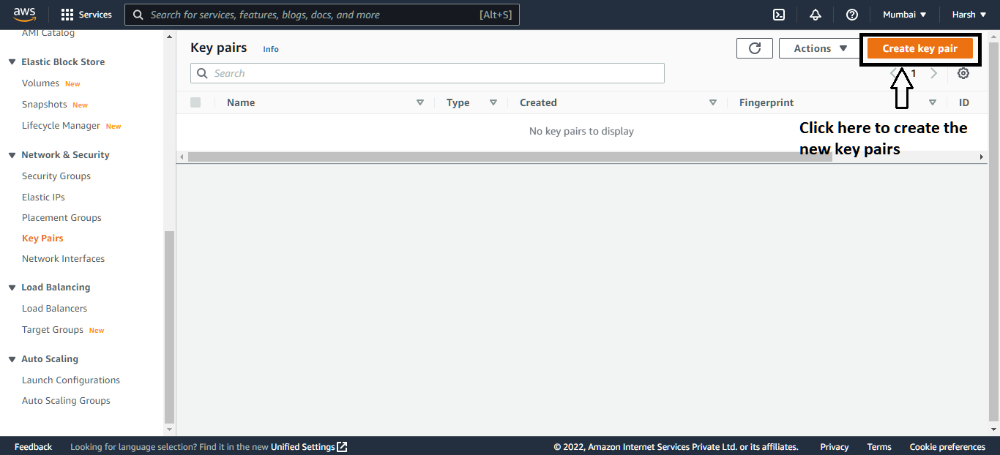 aws
Services
Search for services, features, blogs, docs, and more [Alt+S]
Mumbai
Harsh
AMI Catalog
Elastic Block Store
Volumes New
Snapshots New
Lifecycle Manager New
Network & Security
Security Groups
Elastic IPs
Placement Groups
Key Pairs
Network Interfaces
Load Balancing
Load Balancers
Target Groups New
Auto Scaling
Launch Configurations
Auto Scaling Groups
Key pairs Info
Actions
Create key pair
Search
1
Name Type Created Fingerprint ID
No key pairs to display
Click here to create the
new key pairs
Feedback Looking for language selection? Find it in the new Unified Settings
© 2022, Amazon Internet Services Private Ltd. or its affiliates. Privacy Terms Cookie preferences